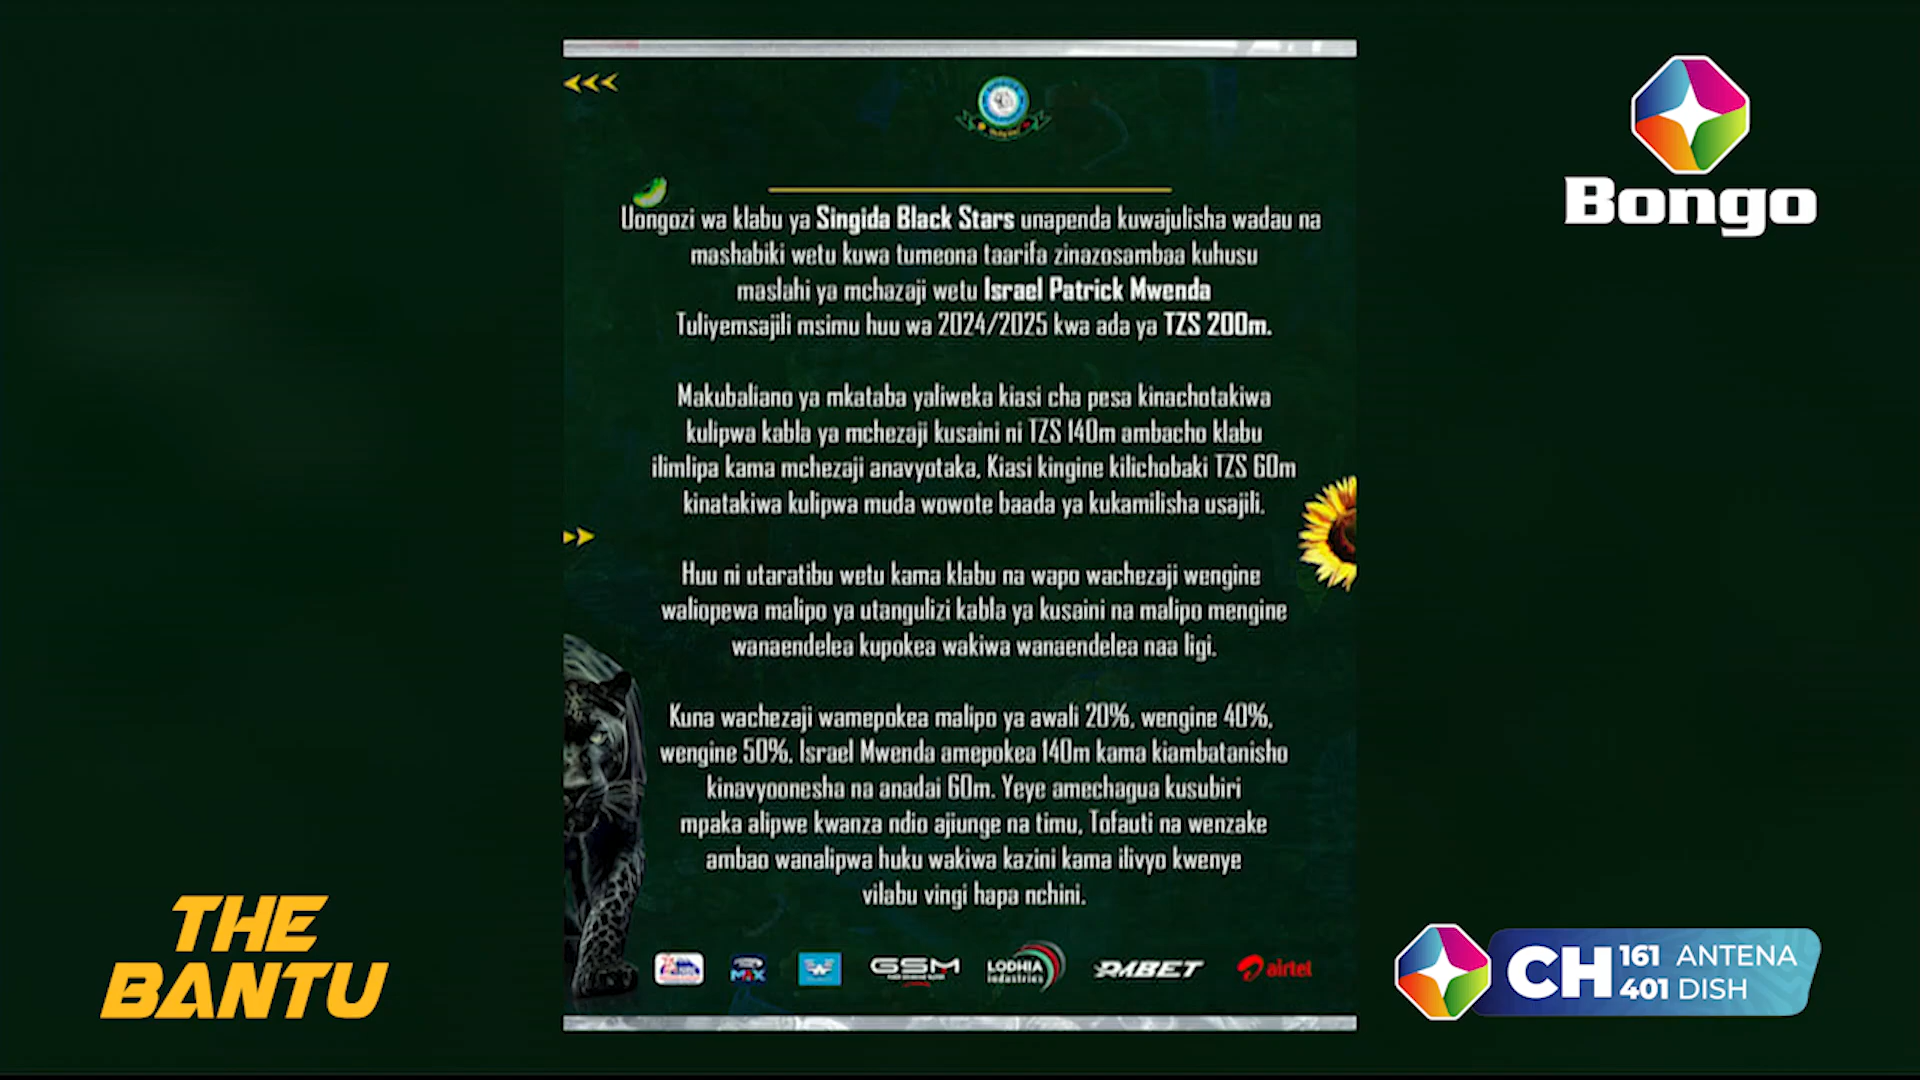 Uongozi wa klabu ya Singida Black Stars unapenda kuwajulisha wadau na
mashabiki wetu kuwa tumeona taarifa zinazosambaa kuhusu
maslahi ya mchazaji wetu Israel Patrick Mwenda
Tuliyemsajili msimu huu wa 2024/2025 kwa ada ya TZS 200m.
Makubaliano ya mkataba yaliweka kiasi cha pesa kinachotakiwa
kulipwa kabla ya mchezaji kusaini ni TZS 140m ambacho klabu
ilimlipa kama mchezaji anavyotaka, Kiasi kingine kilichobaki TZS 60m
kinatakiwa kulipwa muda wowote baada ya kukamilisha usajili.
Huu ni utaratibu wetu kama klabu na wapo wachezaji wengine
waliopewa malipo ya utangulizi kabla ya kusaini na malipo mengine
wanaendelea kupokea wakiwa wanaendelea naa ligi.
Kuna wachezaji wamepokea malipo ya awali 20%, wengine 40%,
wengine 50%. Israel Mwenda amepokea 140m kama kiambatanisho
kinavyoonesha na anadai 60m. Yeye amechagua kusubiri
mpaka alipwe kwanza ndio ajiunge na timu, Tofauti na wenzake
ambao wanalipwa huku wakiwa kazini kama ilivyo kwenye
vilabu vingi hapa nchini.
GSM
LODHIA
Industries
airtel
Bongo
THE
BANTU
CH 161 ANTENA
401 DISH